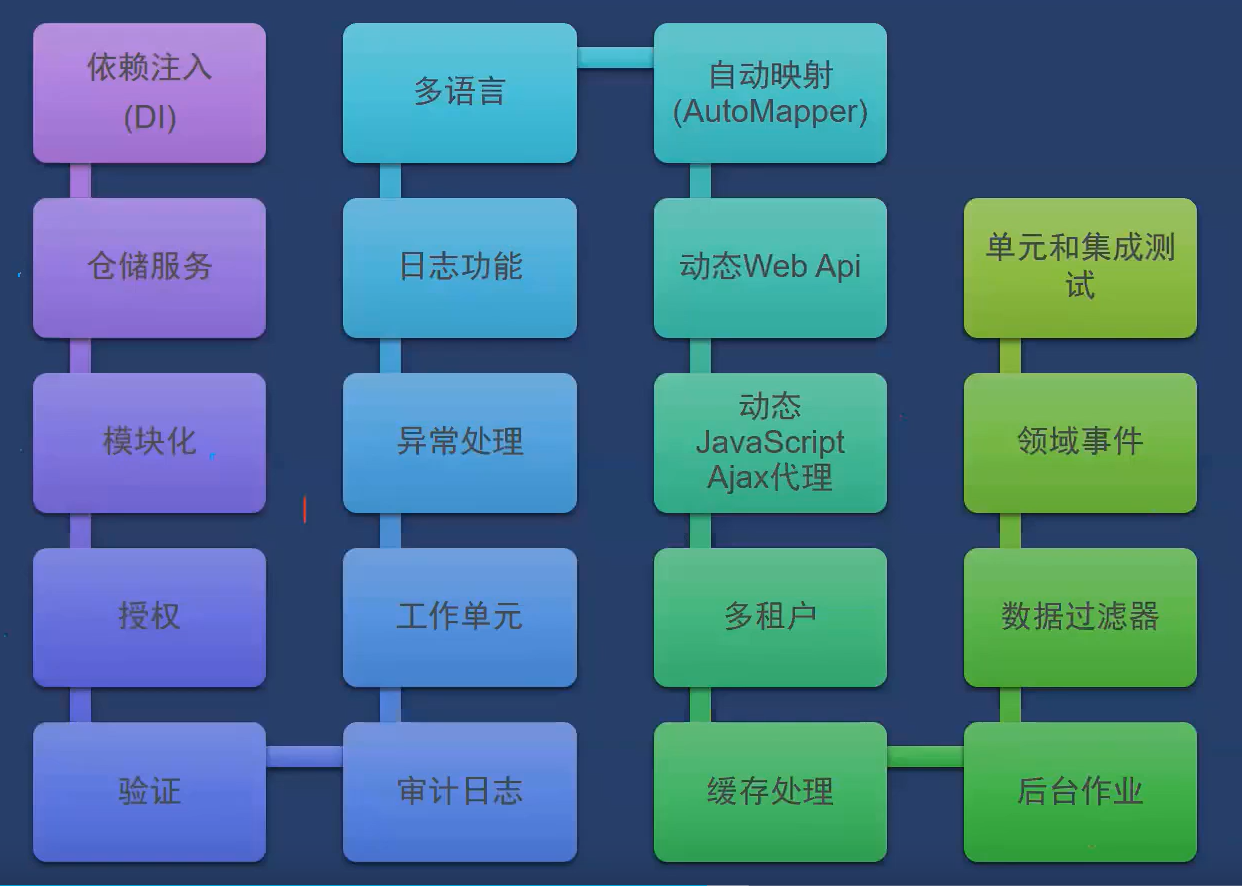 依赖注入
(DI)
仓储服务
模块化
授权
验证
审计日志
工作单元
异常处理
日志功能
多语言
自动映射
(AutoMapper)
动态Web Api
动态
JavaScript
Ajax代理
多租户
缓存处理
后台作业
数据过滤器
领域事件
单元和集成测
试